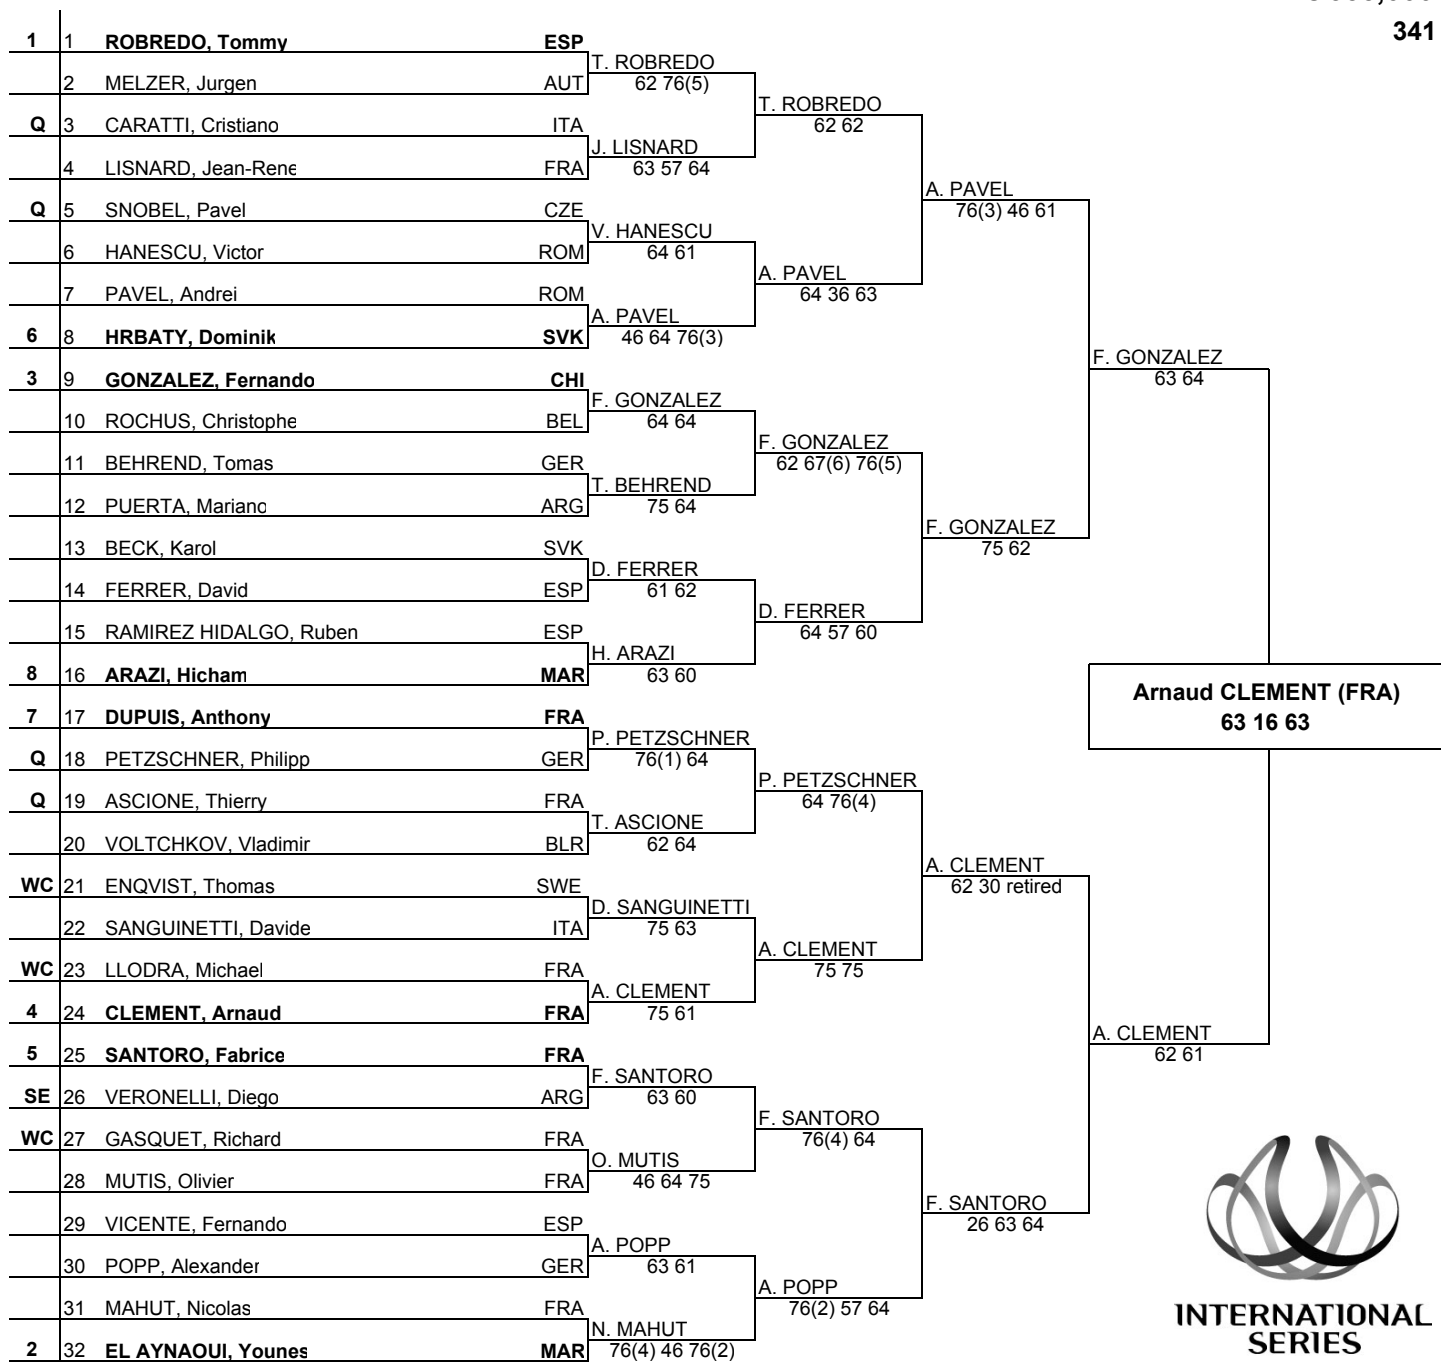 341
1 1 ROBREDO, Tommy ESP
T. ROBREDO
2 MELZER, Jurgen AUT 62 76(5)
T. ROBREDO
Q 3 CARATTI, Cristiano ITA 62 62
J. LISNARD
4 LISNARD, Jean-Rene FRA 63 57 64
A. PAVEL
Q 5 SNOBEL, Pavel CZE 76(3) 46 61
V. HANESCU
6 HANESCU, Victor ROM 64 61
A. PAVEL
7 PAVEL, Andrei ROM 64 36 63
A. PAVEL
6 8 HRBATY, Dominik SVK 46 64 76(3)
F. GONZALEZ
3 9 GONZALEZ, Fernando CHI 63 64
F. GONZALEZ
10 ROCHUS, Christophe BEL 64 64
F. GONZALEZ
11 BEHREND, Tomas GER 62 67(6) 76(5)
T. BEHREND
12 PUERTA, Mariano ARG 75 64
F. GONZALEZ
13 BECK, Karol SVK 75 62
D. FERRER
14 FERRER, David ESP 61 62
D. FERRER
15 RAMIREZ HIDALGO, Ruben ESP 64 57 60
H. ARAZI
8 16 ARAZI, Hicham MAR 63 60
Arnaud CLEMENT (FRA)
7 17 DUPUIS, Anthony FRA 63 16 63
P. PETZSCHNER
Q 18 PETZSCHNER, Philipp GER 76(1) 64
P. PETZSCHNER
Q 19 ASCIONE, Thierry FRA 64 76(4)
T. ASCIONE
20 VOLTCHKOV, Vladimir BLR 62 64
A. CLEMENT
WC 21 ENQVIST, Thomas SWE 62 30 retired
D. SANGUINETTI
22 SANGUINETTI, Davide ITA 75 63
A. CLEMENT
WC 23 LLODRA, Michael FRA 75 75
A. CLEMENT
4 24 CLEMENT, Arnaud FRA 75 61
A. CLEMENT
5 25 SANTORO, Fabrice FRA 62 61
F. SANTORO
SE 26 VERONELLI, Diego ARG 63 60
F. SANTORO
WC 27 GASQUET, Richard FRA 76(4) 64
O. MUTIS
28 MUTIS, Olivier FRA 46 64 75
F. SANTORO
29 VICENTE, Fernando ESP 26 63 64
A. POPP
30 POPP, Alexander GER 63 61
A. POPP
31 MAHUT, Nicolas FRA 76(2) 57 64
N. MAHUT
2 32 EL AYNAOUI, Younes MAR 76(4) 46 76(2)
INTERNATIONAL
SERIES